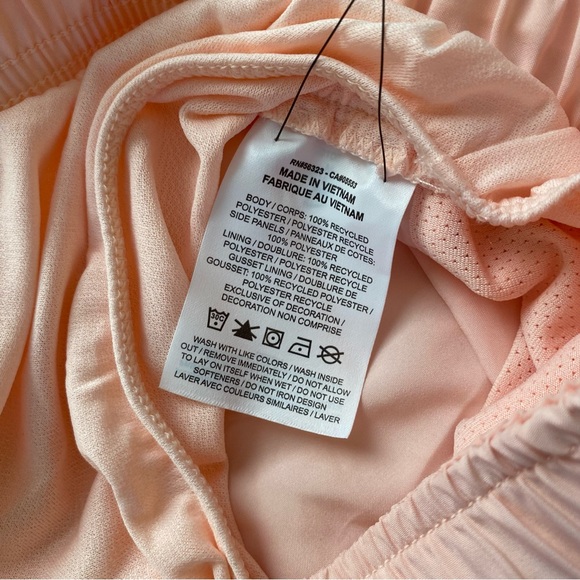 RN#56323 - CA#05553
MADE IN VIETNAM
FABRIQUE AU VIETNAM
BODY / CORPS: 100% RECYCLED
POLYESTER / POLYESTER RECYCLE
SIDE PANELS / PANNEAUX DE COTES:
100% RECYCLED POLYESTER /
POLYESTER RECYCLE
LINING / DOUBLURE: 100% RECYCLED
POLYESTER / POLYESTER RECYCLE
GUSSET LINING / DOUBLURE DE
GOUSSET: 100% RECYCLED POLYESTER /
POLYESTER RECYCLE
EXCLUSIVE OF DECORATION /
DECORATION NON COMPRISE
30C
WASH WITH LIKE COLORS / WASH INSIDE
OUT / REMOVE IMMEDIATELY / DO NOT ALLOW
TO LAY ON ITSELF WHEN WET / DO NOT USE
SOFTENERS / DO NOT IRON DESIGN
LAVER AVEC COULEURS SIMILAIRES / LAVER